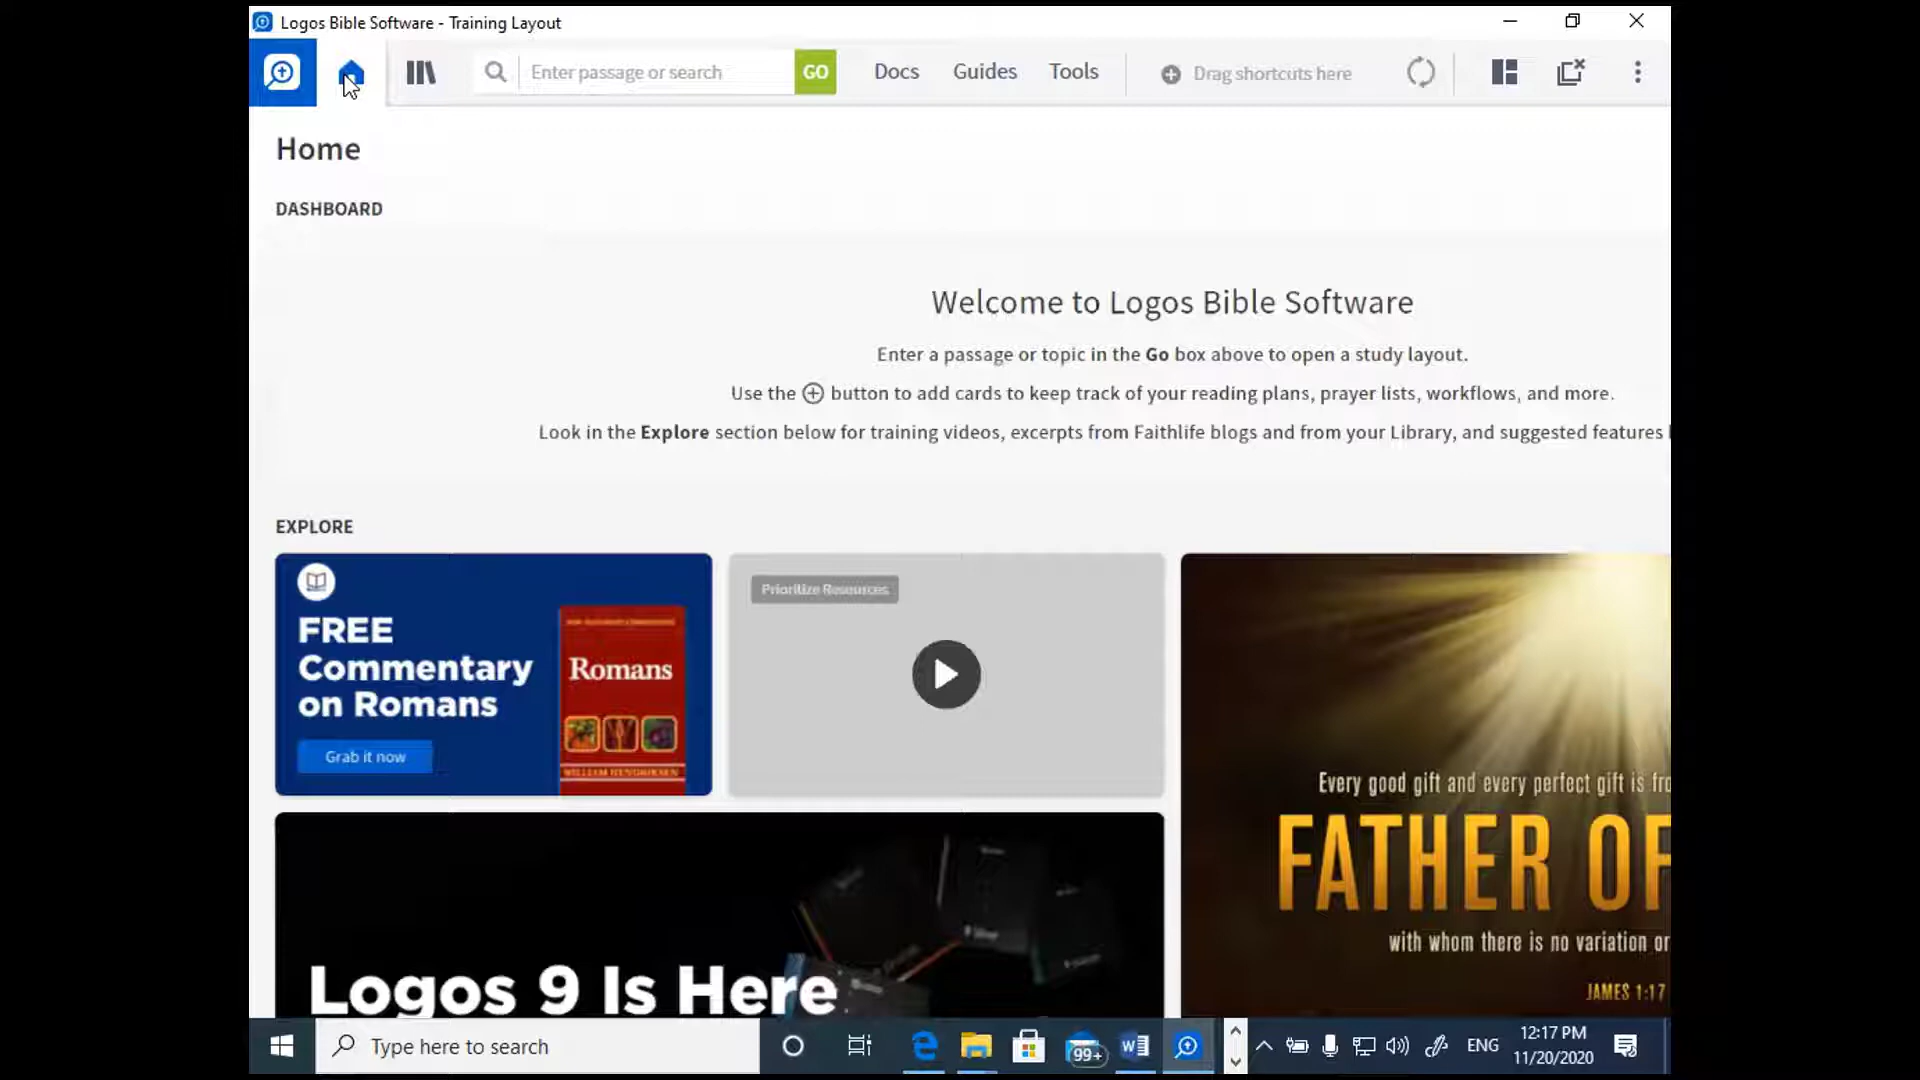 Logos Bible Software - Training Layout
Enter passage or search
GO
Docs
Guides
Tools
Drag shortcuts here
Home
DASHBOARD
Welcome to Logos Bible Software
Enter a passage or topic in the Go box above to open a study layout.
Use the button to add cards to keep track of your reading plans, prayer lists, workflows, and more.
Look in the Explore section below for training videos, excerpts from Faithlife blogs and from your Library, and suggested features
EXPLORE
FREE
Commentary
on Romans
Grab it now
Romans
WILLIAM HENDRIKSEN
Prioritize Resources
Every good gift and every perfect gift is
FATHER OF
with whom there is no variation or
JAMES 1:17
Logos 9 Is Here
Type here to search
99+
ENG
12:17 PM
11/20/2020